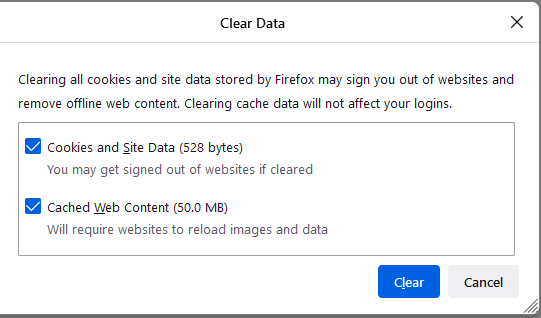 Clear Data
Clearing all cookies and site data stored by Firefox may sign you out of websites and
remove offline web content. Clearing cache data will not affect your logins.
Cookies and Site Data (528 bytes)
You may get signed out of websites if cleared
Cached Web Content (50.0 MB)
Will require websites to reload images and data
Clear Cancel